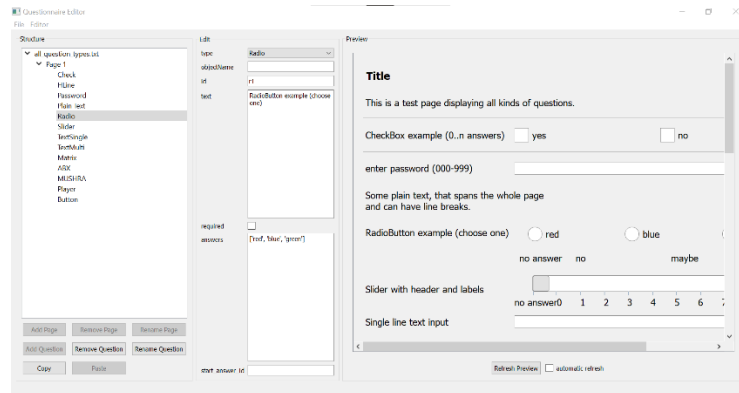 Questionnaire Editor
File Editor
Structure
all question types.txt
Page 1
Check
HLine
Password
Plain Text
Radio
Slider
TextSingle
TextMulti
Matrix
ABX
MUSHRA
Player
Button
Add Page Remove Page Rename Page
Add Question Remove Question Rename Question
Copy Paste
Edit
type Radio
objectName
id r1
text RadioButton example (choose
one)
required
answers ['red', 'blue', 'green']
start answer id
Preview
Title
This is a test page displaying all kinds of questions.
CheckBox example (0..n answers) yes no
enter password (000-999)
Some plain text, that spans the whole page
and can have line breaks.
RadioButton example (choose one) red blue
no answer no maybe
Slider with header and labels
no answer0 1 2 3 4 5 6 7
Single line text input
Refresh Preview automatic refresh